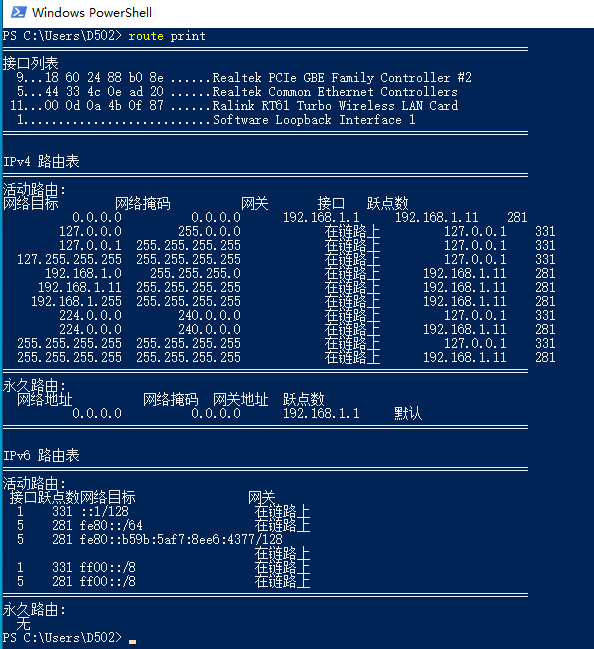 Windows PowerShell
PS C:\Users\D502> route print
===========================================================================
接口列表
  9...18 60 24 88 b0 8e ......Realtek PCIe GBE Family Controller #2
  5...44 33 4c 0e ad 20 ......Realtek Common Ethernet Controllers
 11...00 0d 0a 4b 0f 87 ......Ralink RT61 Turbo Wireless LAN Card
  1...........................Software Loopback Interface 1
===========================================================================
IPv4 路由表
===========================================================================
活动路由:
网络目标        网络掩码          网关       接口   跃点数
          0.0.0.0          0.0.0.0      192.168.1.1     192.168.1.11    281
        127.0.0.0        255.0.0.0            在链路上         127.0.0.1    331
        127.0.0.1  255.255.255.255            在链路上         127.0.0.1    331
  127.255.255.255  255.255.255.255            在链路上         127.0.0.1    331
      192.168.1.0    255.255.255.0            在链路上      192.168.1.11    281
     192.168.1.11  255.255.255.255            在链路上      192.168.1.11    281
    192.168.1.255  255.255.255.255            在链路上      192.168.1.11    281
        224.0.0.0        240.0.0.0            在链路上         127.0.0.1    331
        224.0.0.0        240.0.0.0            在链路上      192.168.1.11    281
  255.255.255.255  255.255.255.255            在链路上         127.0.0.1    331
  255.255.255.255  255.255.255.255            在链路上      192.168.1.11    281
===========================================================================
永久路由:
  网络地址          网络掩码  网关地址  跃点数
          0.0.0.0          0.0.0.0      192.168.1.1     默认
===========================================================================
IPv6 路由表
===========================================================================
活动路由:
 接口跃点数网络目标                网关
  1    331 ::1/128                  在链路上
  5    281 fe80::/64                在链路上
  5    281 fe80::b59b:5af7:8ee6:4377/128
                                    在链路上
  1    331 ff00::/8                 在链路上
  5    281 ff00::/8                 在链路上
===========================================================================
永久路由:
  无
PS C:\Users\D502>